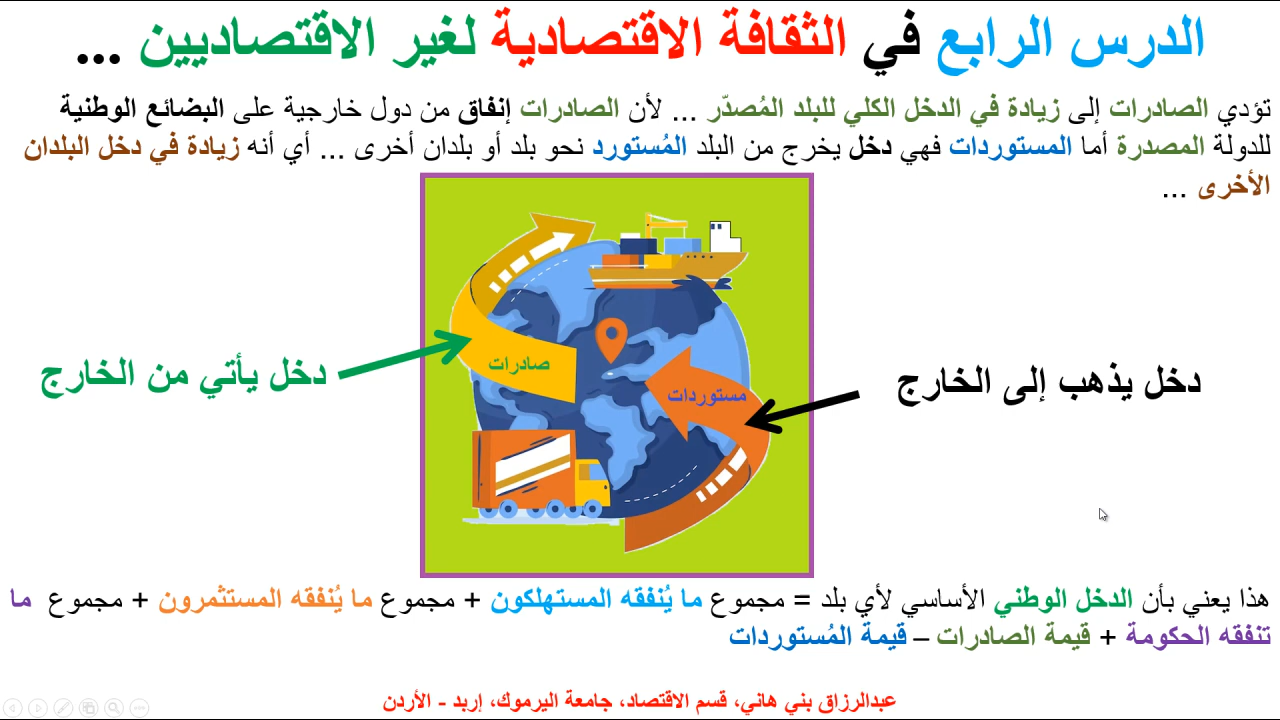 الدرس الرابع في الثقافة الاقتصادية لغير الاقتصاديين ...
تؤدي الصادرات إلى زيادة في الدخل الكلي للبلد المُصدّر ... لأن الصادرات إنفاق من دول خارجية على البضائع الوطنية
للدولة المصدرة أما المستوردات فهي دخل يخرج من البلد المُستورد نحو بلد أو بلدان أخرى ... أي أنه زيادة في دخل البلدان
الأخرى ...
صادرات
مستوردات
دخل يذهب إلى الخارج
دخل يأتي من الخارج
هذا يعني بأن الدخل الوطني الأساسي لأي بلد = مجموع ما يُنفقه المستهلكون + مجموع ما يُنفقه المستثمرون + مجموع ما
تنفقه الحكومة + قيمة الصادرات – قيمة المُستوردات
عبدالرزاق بني هاني، قسم الاقتصاد، جامعة اليرموك، إربد - الأردن